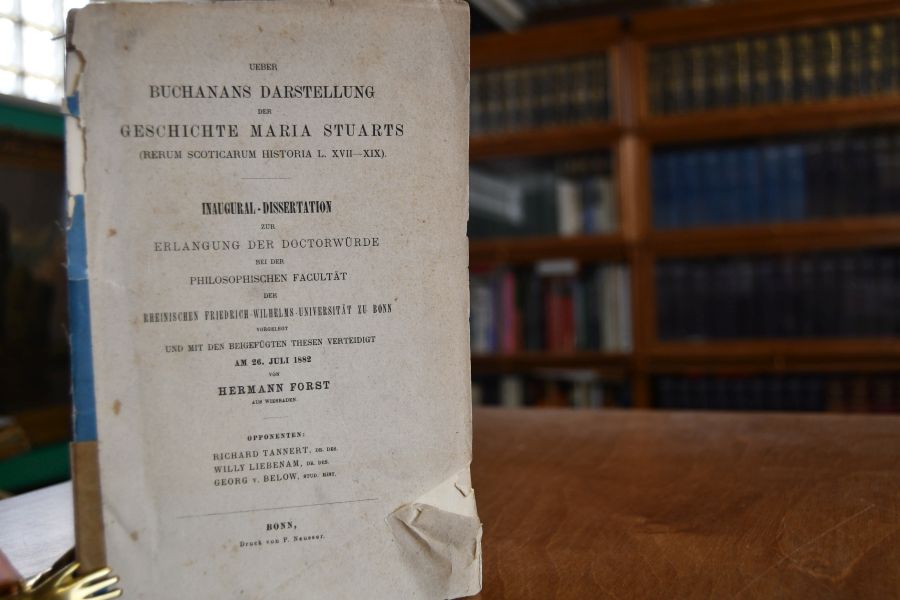 UEBER
BUCHANANS DARSTELLUNG
DER
GESCHICHTE MARIA STUARTS
(RERUM SCOTICARUM HISTORIA L. XVII—XIX).
INAUGURAL-DISSERTATION
ZUR
ERLANGUNG DER DOCTORWÜRDE
BEI DER
PHILOSOPHISCHEN FACULTÄT
DER
RHEINISCHEN FRIEDRICH-WILHELMS-UNIVERSITÄT ZU BONN
VORGELEGT
UND MIT DEN BEIGEFÜGTEN THESEN VERTEIDIGT
AM 26. JULI 1882
VON
HERMANN FORST
AUS WIESBADEN.
OPPONENTEN:
RICHARD TANNERT, DR. DES.
WILLY LIEBENAM, DR. DES.
GEORG V. BELOW, STUD. HIST.
BONN,
Druck von P. Neusser.